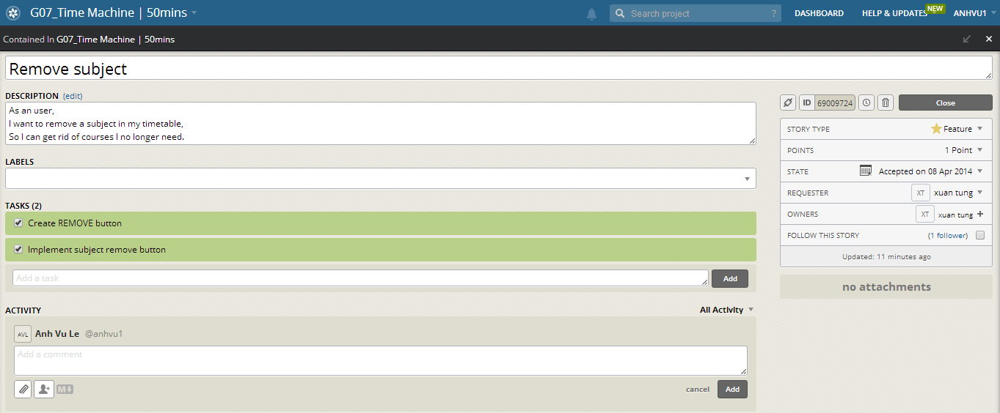 G07_Time Machine | 50mins
Search project ?
DASHBOARD
HELP & UPDATES
NEW
ANHVU1
Contained In G07_Time Machine | 50mins
Remove subject
DESCRIPTION (edit)
As an user,
I want to remove a subject in my timetable,
So I can get rid of courses I no longer need.
LABELS
TASKS (2)
Create REMOVE button
Implement subject remove button
Add a task
Add
ACTIVITY
All Activity
AVL Anh Vu Le @anhvu1
Add a comment
M
cancel
Add
ID 69009724
Close
STORY TYPE Feature
POINTS 1 Point
STATE Accepted on 08 Apr 2014
REQUESTER XT xuan tung
OWNERS XT xuan tung +
FOLLOW THIS STORY (1 follower)
Updated: 11 minutes ago
no attachments